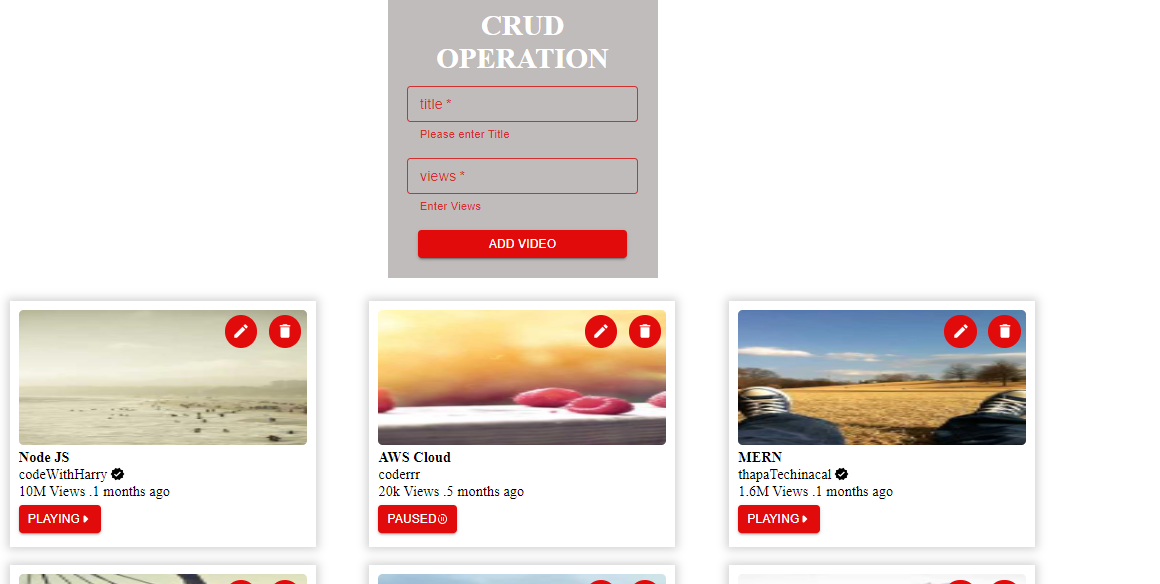 CRUD
OPERATION
title *
Please enter Title
views *
Enter Views
ADD VIDEO
Node JS
codeWithHarry
10M Views .1 months ago
PLAYING
AWS Cloud
coderrr
20k Views .5 months ago
PAUSED
MERN
thapaTechinacal
1.6M Views .1 months ago
PLAYING